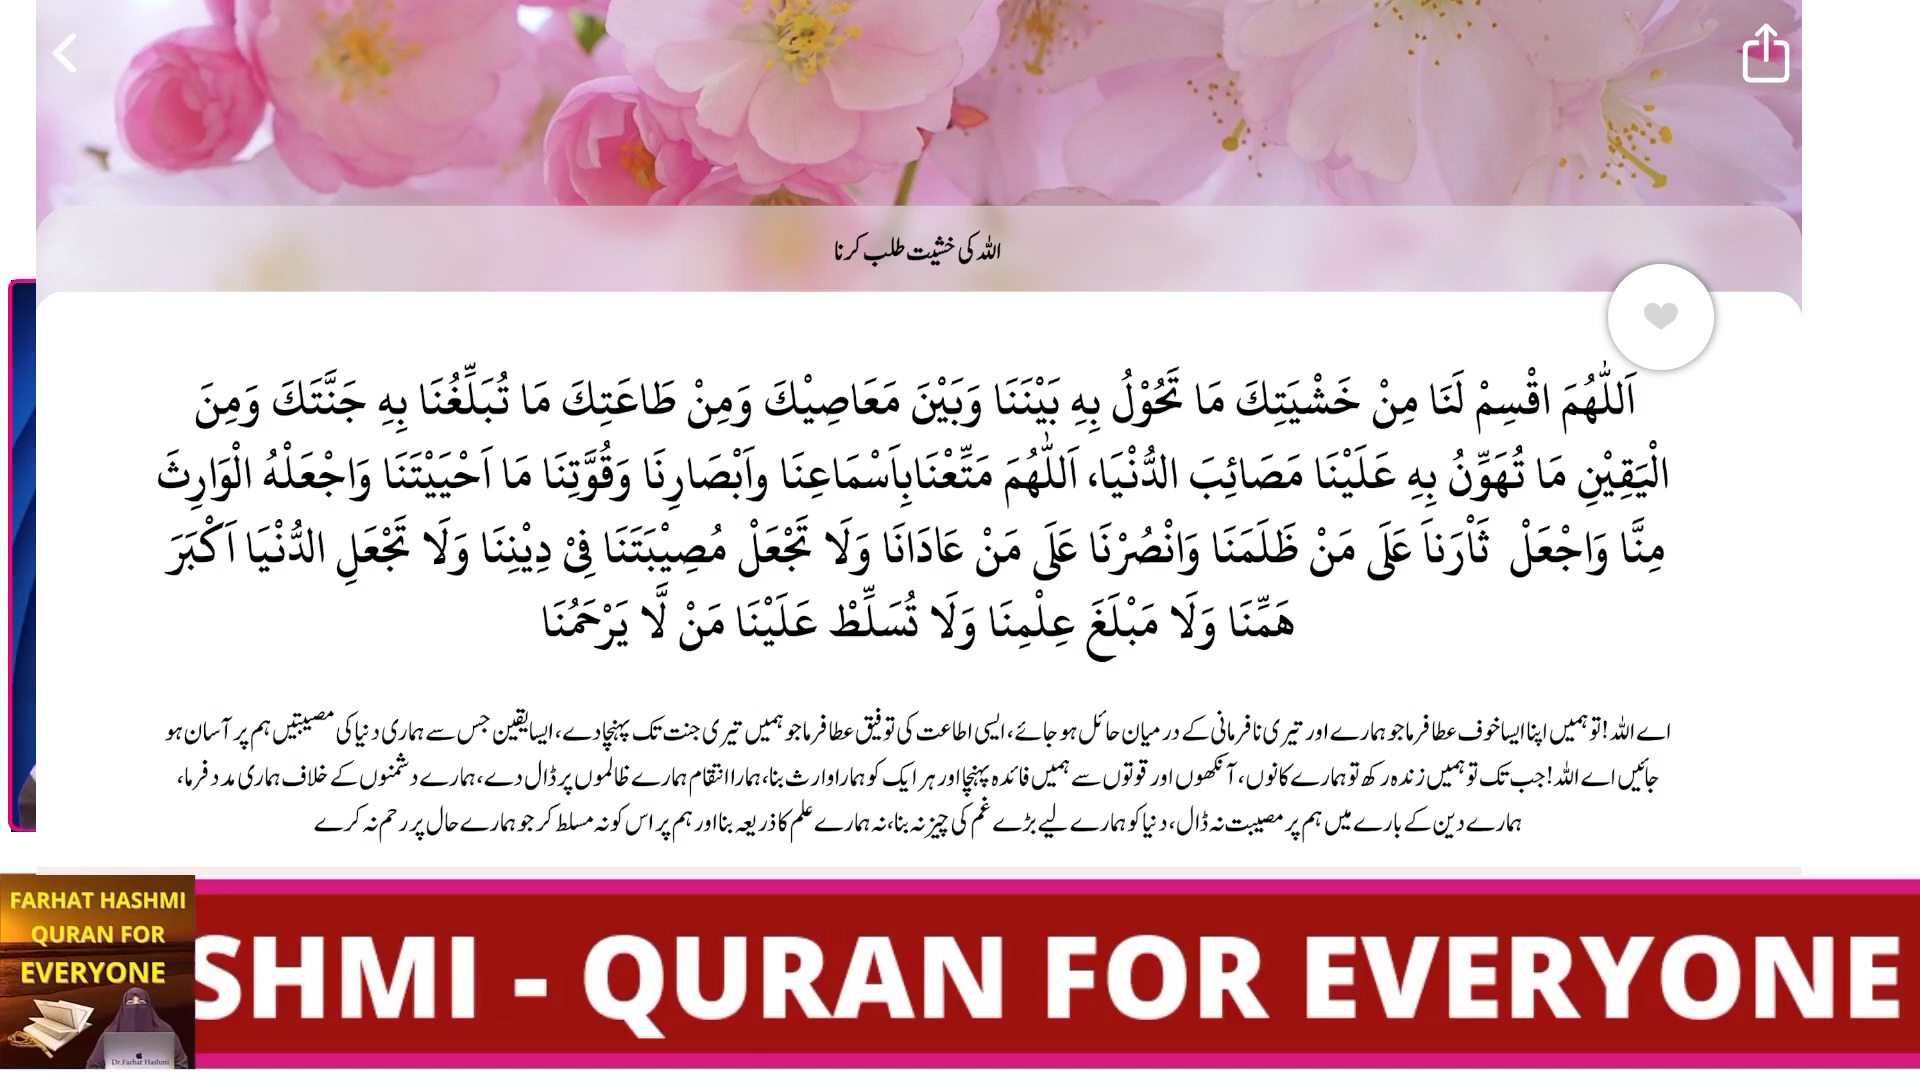 اللہ کی خشیت طلب کرنا
اَللّٰهُمَ اقْسِمْ لَنَا مِنْ خَشْيَتِكَ مَا تَحُوْلُ بِهِ بَيْنَنَا وَبَيْنَ مَعَاصِيْكَ وَمِنْ طَاعَتِكَ مَا تُبَلِّغُنَا بِهِ جَنَّتَكَ وَمِنَ
الْيَقِيْنِ مَا تُهَوِّنُ بِهِ عَلَيْنَا مَصَائِبَ الدُّنْيَا، اَللّٰهُمَ مَتِّعْنَابِاَسْمَاعِنَا واَبْصَارِنَا وَقُوَّتِنَا مَا اَحْيَيْتَنَا وَاجْعَلْهُ الْوَارِثَ
مِنَّا وَاجْعَلْ ثَاْرَنَا عَلَى مَنْ ظَلَمَنَا وَانْصُرْنَا عَلَى مَنْ عَادَانَا وَلَا تَجْعَلْ مُصِيْبَتَنَا فِىْ دِيْنِنَا وَلَا تَجْعَلِ الدُّنْيَا اَكْبَرَ
هَمِّنَا وَلَا مَبْلَغَ عِلْمِنَا وَلَا تُسَلِّطْ عَلَيْنَا مَنْ لَّا يَرْحَمُنَا
اے اللہ! تو ہمیں اپنا ایسا خوف عطا فرما جو ہمارے اور تیری نافرمانی کے درمیان حائل ہو جائے، ایسی اطاعت کی توفیق عطا فرما جو ہمیں تیری جنت تک پہنچا دے، ایسا یقین جس سے ہماری دنیا کی مصیبتیں ہم پر آسان ہو
جائیں اے اللہ! جب تک تو ہمیں زندہ رکھ تو ہمارے کانوں، آنکھوں اور قوتوں سے ہمیں فائدہ پہنچا اور ہر ایک کو ہمارا وارث بنا، ہمارا انتقام ہمارے ظالموں پر ڈال دے، ہمارے دشمنوں کے خلاف ہماری مدد فرما،
ہمارے دین کے بارے میں ہم پر مصیبت نہ ڈال، دنیا کو ہمارے لیے بڑے غم کی چیز نہ بنا، نہ ہمارے علم کا ذریعہ بنا اور ہم پر اس کو نہ مسلط کر جو ہمارے حال پر رحم نہ کرے
FARHAT HASHMI
QURAN FOR
EVERYONE
Dr.Farhat Hashmi
SHMI - QURAN FOR EVERYONE